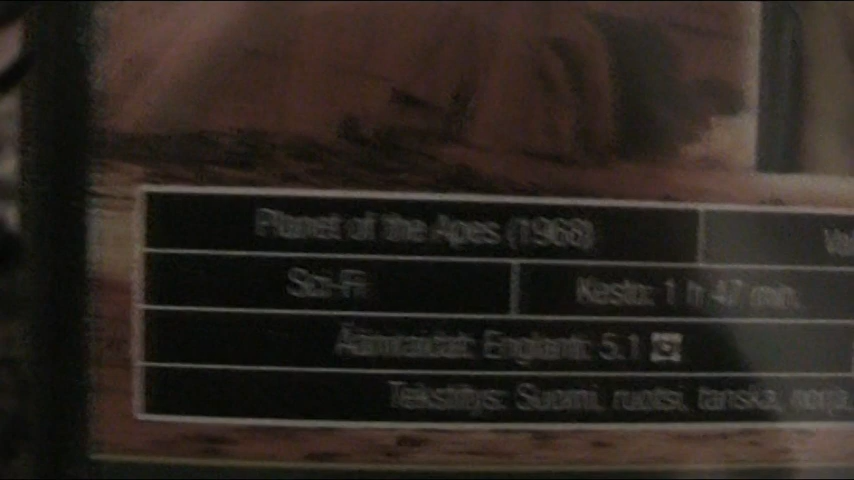 Planet of the Apes (1968)
Sci-Fi
Kesto: 1 h 47 min.
Ääniraidat: Englanti: 5.1
Tekstitys: Suomi, ruotsi, tanska, norja,